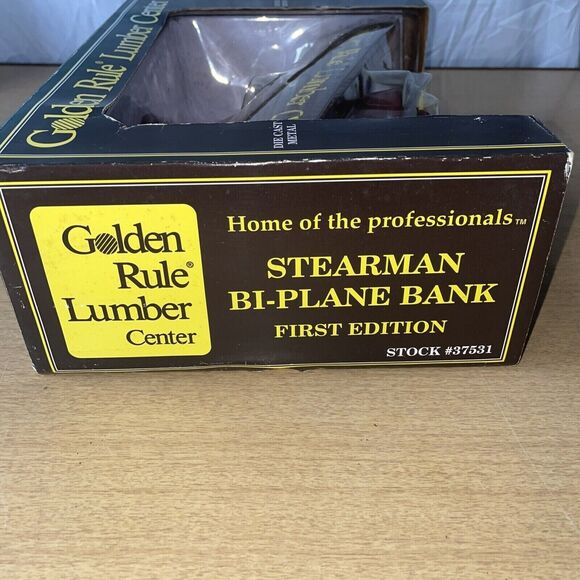 Golden Rule® Lumber Center
DIE CAST
METAL
Golden
Rule®
Lumber
Center
Home of the professionals™
STEARMAN
BI-PLANE BANK
FIRST EDITION
STOCK #37531